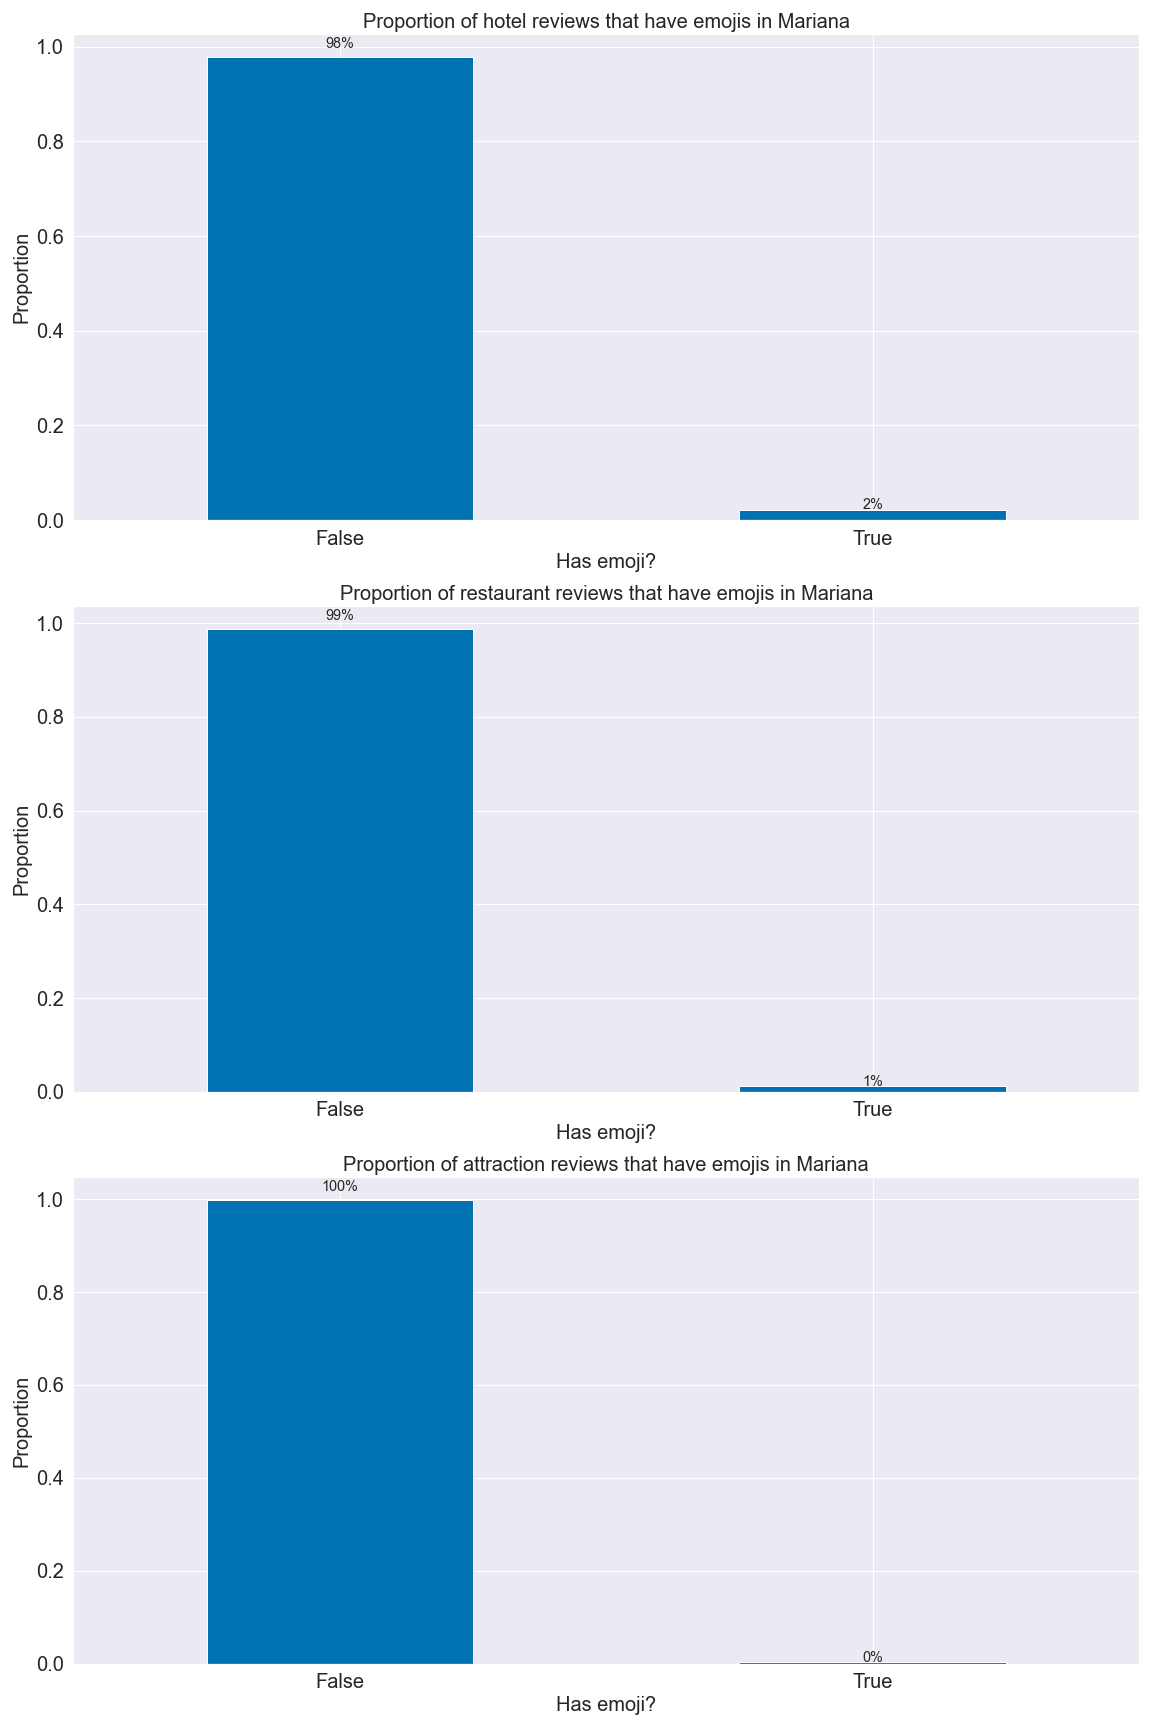 Proportion of hotel reviews that have emojis in Mariana
98%
1.0
0.8
0.6
0.4
0.2
0.0
Proportion
2%
False
True
Has emoji?
Proportion of restaurant reviews that have emojis in Mariana
99%
1.0
0.8
0.6
0.4
0.2
0.0
Proportion
1%
False
True
Has emoji?
Proportion of attraction reviews that have emojis in Mariana
100%
1.0
0.8
0.6
0.4
0.2
0.0
Proportion
0%
False
True
Has emoji?